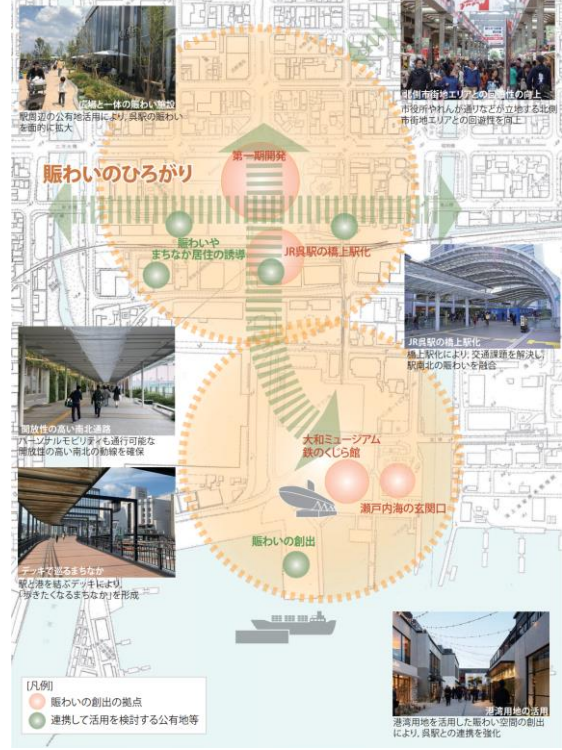 広場と一体の賑わい施設
駅周辺の公有地活用により、呉駅の賑わい
を面的に拡大
北側市街地エリアとの回遊性の向上
市役所やれんが通りなどが立地する北側
市街地エリアとの回遊性を向上
第一期開発
賑わいのひろがり
賑わいや
まちなか居住の誘導
JR呉駅の橋上駅化
JR呉駅の橋上駅化
橋上駅化により、交通課題を解決し、
駅南北の賑わいを融合
開放性の高い南北通路
パーソナルモビリティも通行可能な
開放性の高い南北の動線を確保
大和ミュージアム
鉄のくじら館
瀬戸内海の玄関口
デッキで巡るまちなか
駅と港を結ぶデッキにより、
「歩きたくなるまちなか」を形成
賑わいの創出
港湾用地の活用
港湾用地を活用した賑わい空間の創出
により、呉駅との連携を強化
[凡例]
賑わいの創出の拠点
連携して活用を検討する公有地等